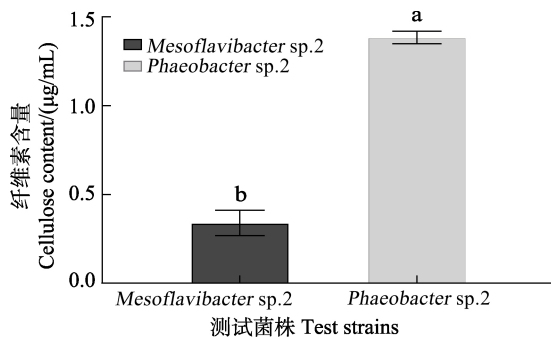 纤维素含量
Cellulose content/(μg/mL)
1.5
1.0
0.5
0.0
Mesoflavibacter sp.2
Phaeobacter sp.2
b
a
Mesoflavibacter sp.2
Phaeobacter sp.2
测试菌株 Test strains